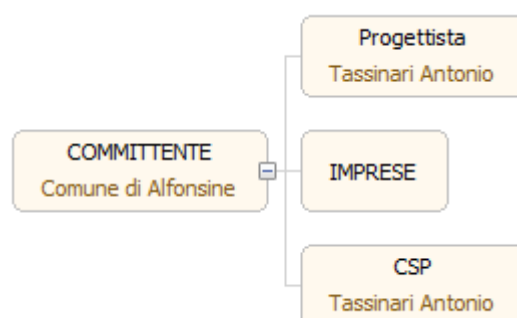 Progettista
Tassinari Antonio
COMMITTENTE
Comune di Alfonsine
IMPRESE
CSP
Tassinari Antonio